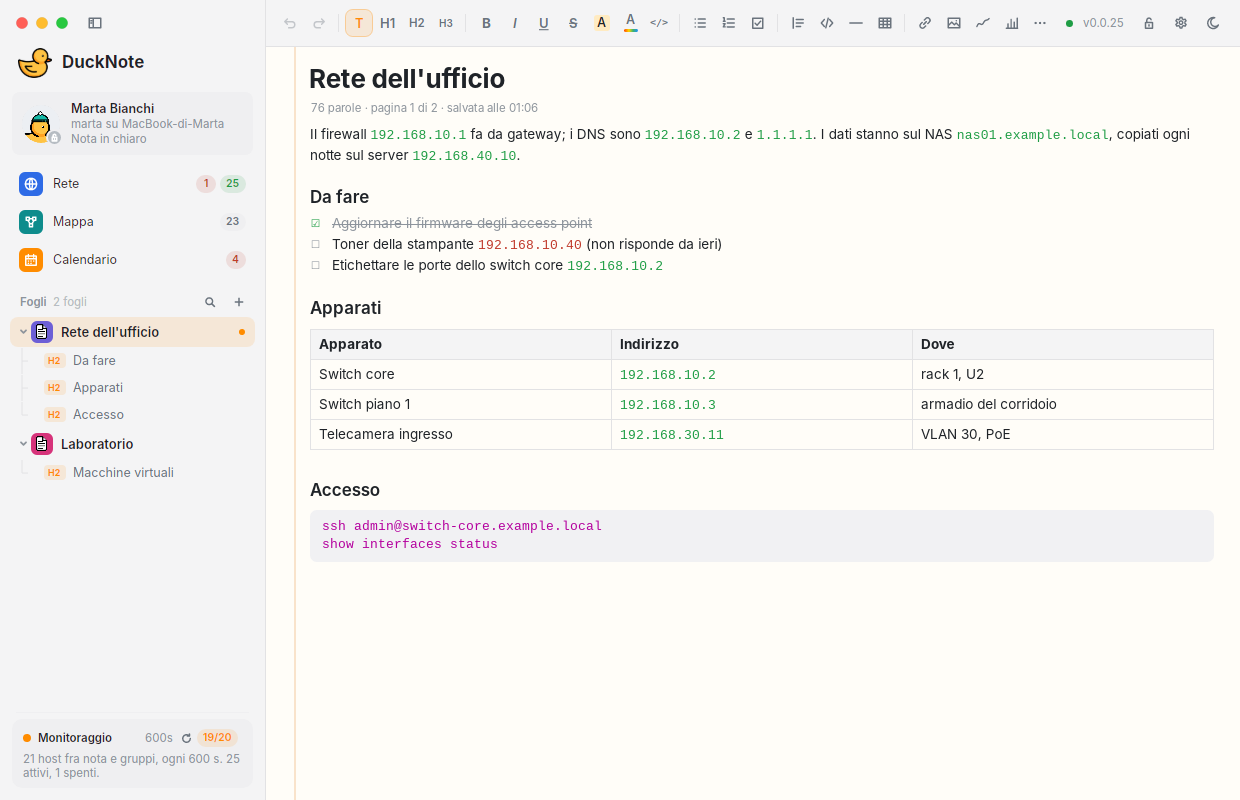 T H1 H2 H3 B I U S A A </> v0.0.25
DuckNote
Marta Bianchi
marta su MacBook-di-Marta
Nota in chiaro
Rete 1 25
Mappa 23
Calendario 4
Fogli 2 fogli
Rete dell'ufficio
H2 Da fare
H2 Apparati
H2 Accesso
Laboratorio
H2 Macchine virtuali
Monitoraggio 600s 19/20
21 host fra nota e gruppi, ogni 600 s. 25
attivi, 1 spenti.
Rete dell'ufficio
76 parole · pagina 1 di 2 · salvata alle 01:06
Il firewall 192.168.10.1 fa da gateway; i DNS sono 192.168.10.2 e 1.1.1.1. I dati stanno sul NAS nas01.example.local, copiati ogni
notte sul server 192.168.40.10.
Da fare
Aggiornare il firmware degli access point
Toner della stampante 192.168.10.40 (non risponde da ieri)
Etichettare le porte dello switch core 192.168.10.2
Apparati
Apparato Indirizzo Dove
Switch core 192.168.10.2 rack 1, U2
Switch piano 1 192.168.10.3 armadio del corridoio
Telecamera ingresso 192.168.30.11 VLAN 30, PoE
Accesso
ssh admin@switch-core.example.local
show interfaces status